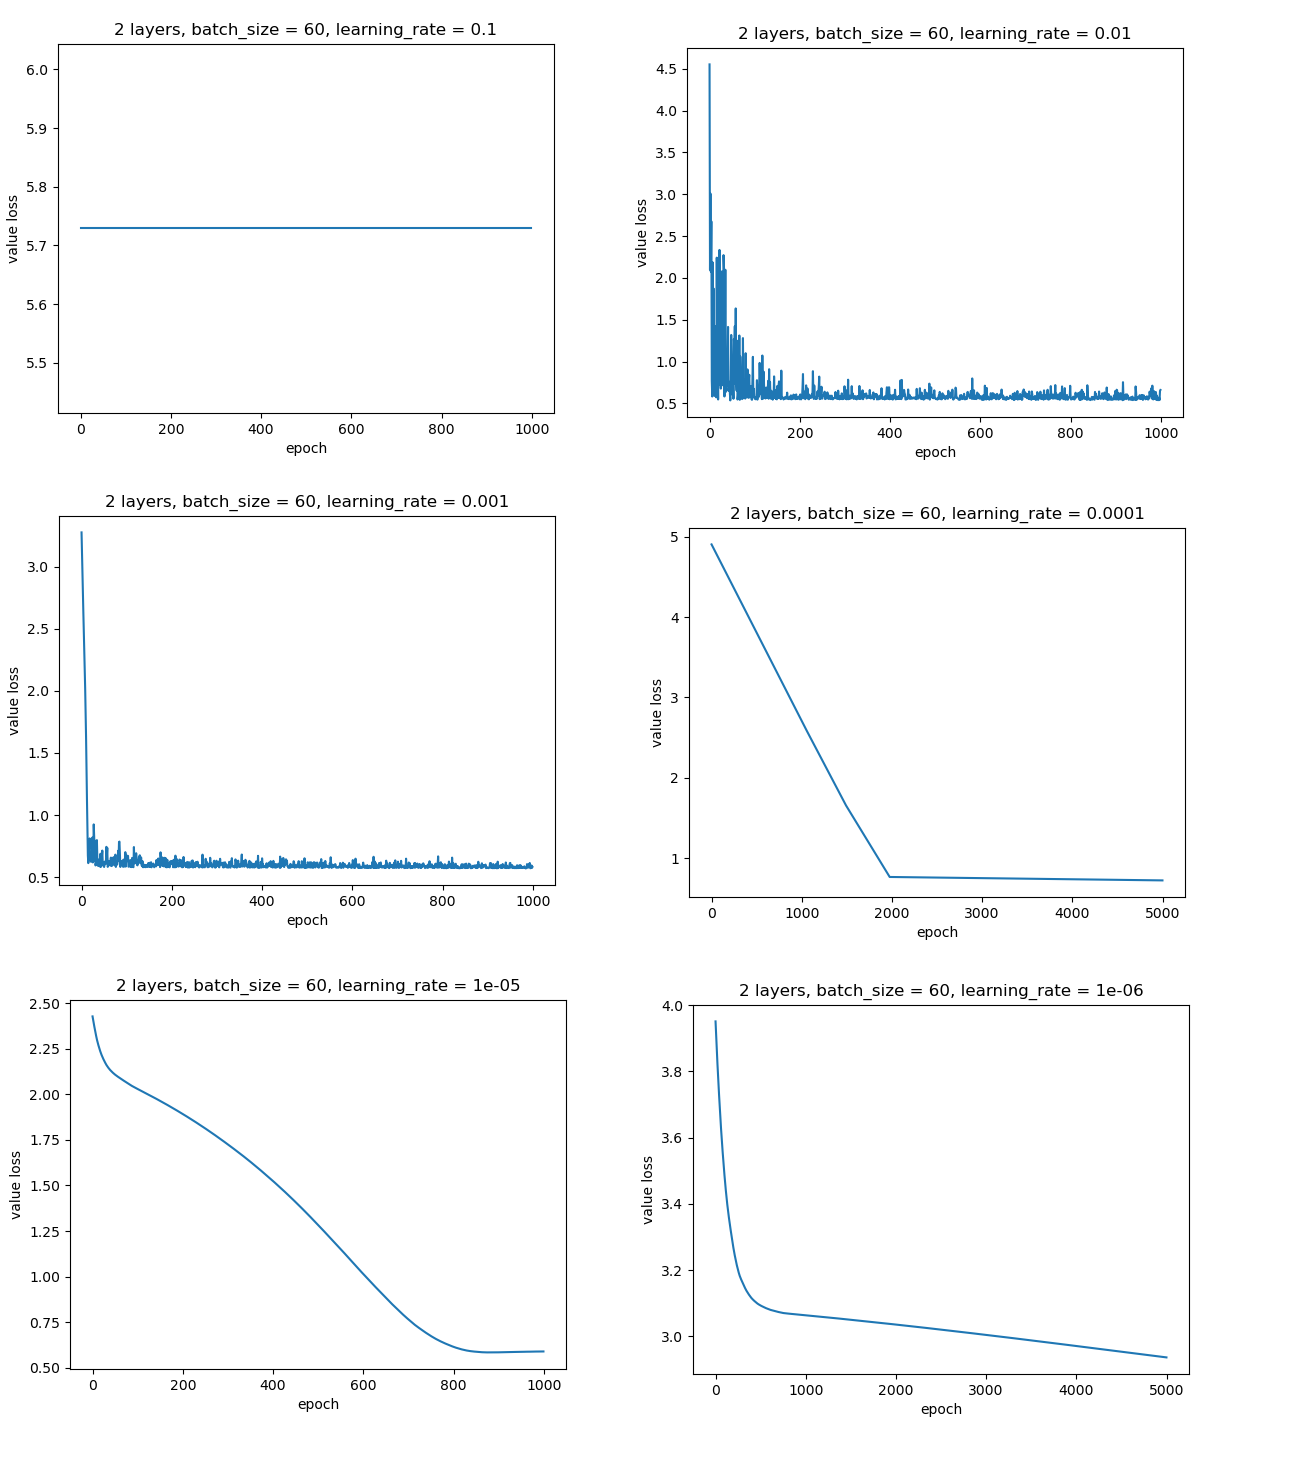 2 layers, batch_size = 60, learning_rate = 0.1
6.0
5.9
5.8
5.7
5.6
5.5
value loss
0 200 400 600 800 1000
epoch
2 layers, batch_size = 60, learning_rate = 0.01
4.5
4.0
3.5
3.0
2.5
2.0
1.5
1.0
0.5
value loss
0 200 400 600 800 1000
epoch
2 layers, batch_size = 60, learning_rate = 0.001
3.0
2.5
2.0
1.5
1.0
0.5
value loss
0 200 400 600 800 1000
epoch
2 layers, batch_size = 60, learning_rate = 0.0001
5
4
3
2
1
value loss
0 1000 2000 3000 4000 5000
epoch
2 layers, batch_size = 60, learning_rate = 1e-05
2.50
2.25
2.00
1.75
1.50
1.25
1.00
0.75
0.50
value loss
0 200 400 600 800 1000
epoch
2 layers, batch_size = 60, learning_rate = 1e-06
4.0
3.8
3.6
3.4
3.2
3.0
value loss
0 1000 2000 3000 4000 5000
epoch